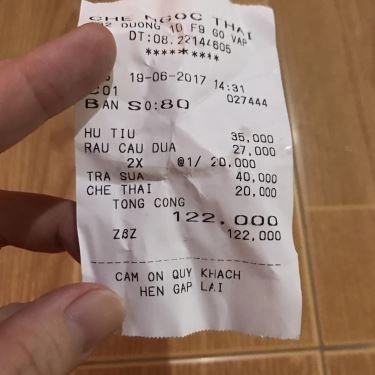 CHE NGOC THAI
DUONG 10 F9 GO VAP
DT:08.22144605
*********
19-06-2017 14:31
C01 027444
BAN SO:80
HU TIU 35,000
RAU CAU DUA 27,000
2X @1/ 20,000
TRA SUA 40,000
CHE THAI 20,000
TONG CONG
122,000
Z8Z 122,000
CAM ON QUY KHACH
HEN GAP LAI